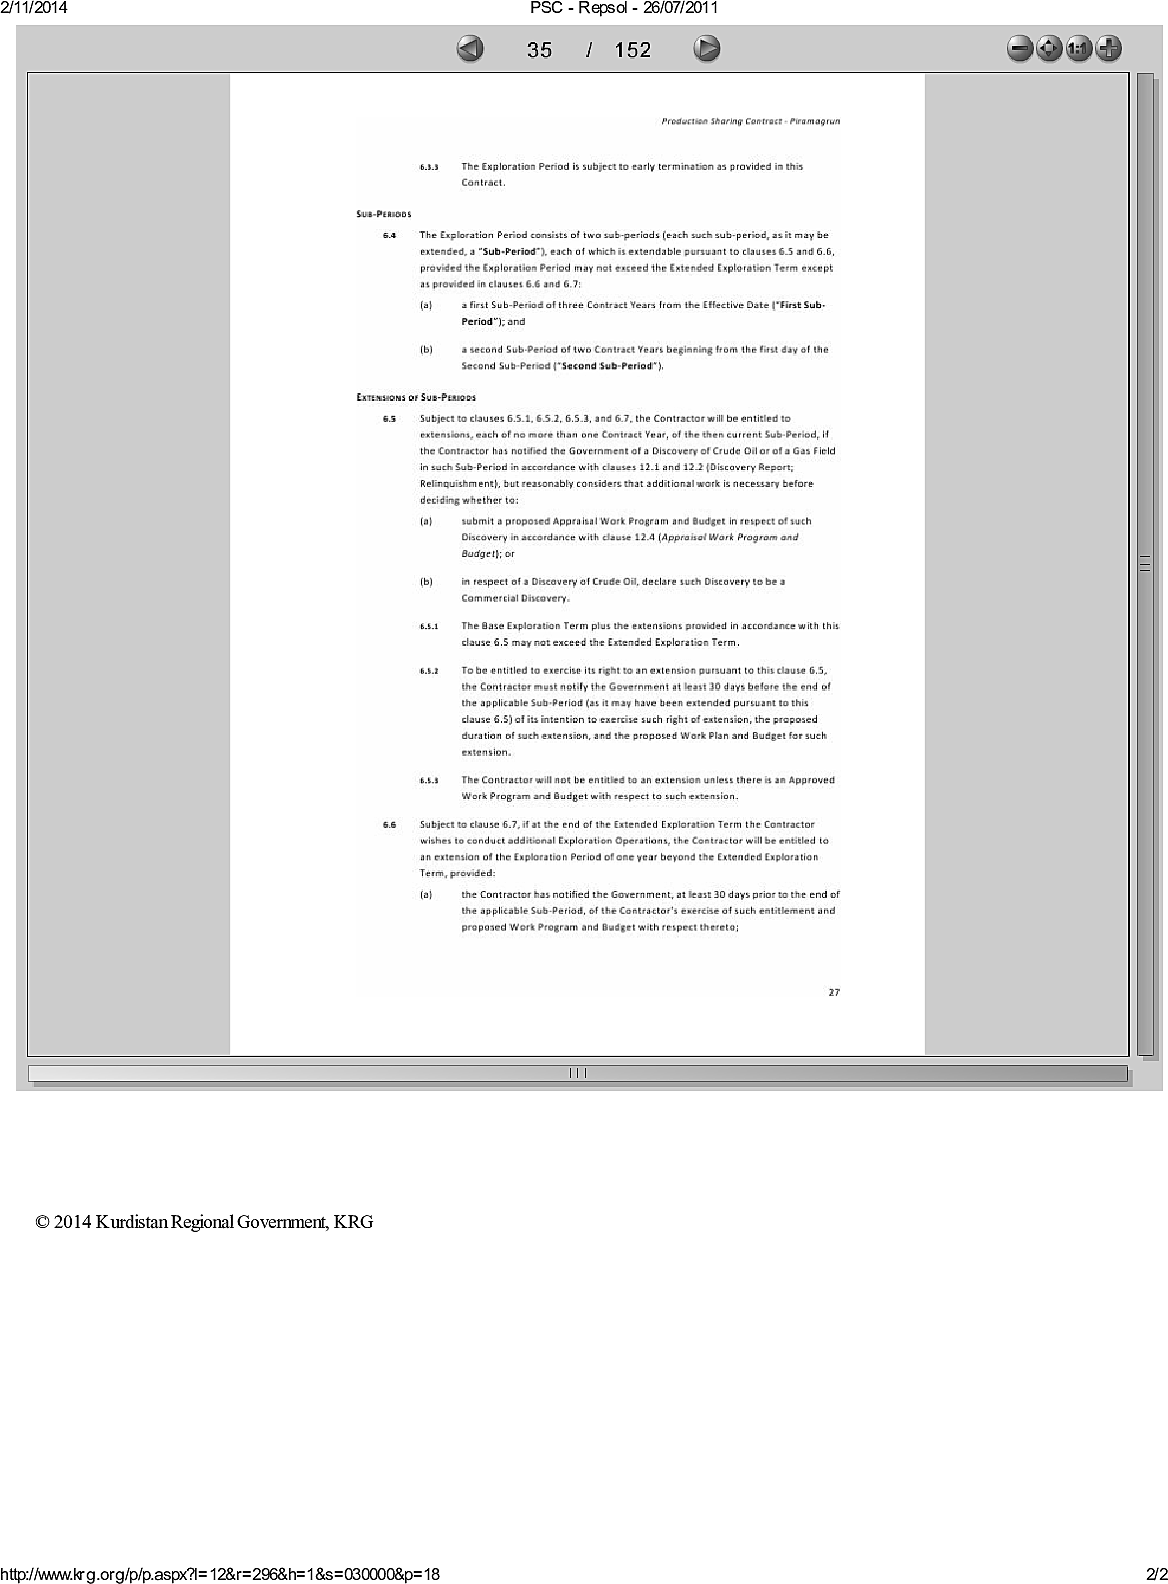 2/11/2014
PSC - Repsol - 26/07/2011
35 / 152
1:1
Production Sharing Contract - Piramagrun
6.3.3 The Exploration Period is subject to early termination as provided in this
Contract.
SUB-PERIODS
6.4 The Exploration Period consists of two sub-periods (each such sub-period, as it may be
extended, a "Sub-Period"), each of which is extendable pursuant to clauses 6.5 and 6.6,
provided the Exploration Period may not exceed the Extended Exploration Term except
as provided in clauses 6.6 and 6.7:
(a) a first Sub-Period of three Contract Years from the Effective Date ("First Sub-
Period"); and
(b) a second Sub-Period of two Contract Years beginning from the first day of the
Second Sub-Period ("Second Sub-Period").
EXTENSIONS OF SUB-PERIODS
6.5 Subject to clauses 6.5.1, 6.5.2, 6.5.3, and 6.7, the Contractor will be entitled to
extensions, each of no more than one Contract Year, of the then current Sub-Period, if
the Contractor has notified the Government of a Discovery of Crude Oil or of a Gas Field
in such Sub-Period in accordance with clauses 12.1 and 12.2 (Discovery Report;
Relinquishment), but reasonably considers that additional work is necessary before
deciding whether to:
(a) submit a proposed Appraisal Work Program and Budget in respect of such
Discovery in accordance with clause 12.4 (Appraisal Work Program and
Budget); or
(b) in respect of a Discovery of Crude Oil, declare such Discovery to be a
Commercial Discovery.
6.5.1 The Base Exploration Term plus the extensions provided in accordance with this
clause 6.5 may not exceed the Extended Exploration Term.
6.5.2 To be entitled to exercise its right to an extension pursuant to this clause 6.5,
the Contractor must notify the Government at least 30 days before the end of
the applicable Sub-Period (as it may have been extended pursuant to this
clause 6.5) of its intention to exercise such right of extension, the proposed
duration of such extension, and the proposed Work Plan and Budget for such
extension.
6.5.3 The Contractor will not be entitled to an extension unless there is an Approved
Work Program and Budget with respect to such extension.
6.6 Subject to clause 6.7, if at the end of the Extended Exploration Term the Contractor
wishes to conduct additional Exploration Operations, the Contractor will be entitled to
an extension of the Exploration Period of one year beyond the Extended Exploration
Term, provided:
(a) the Contractor has notified the Government, at least 30 days prior to the end of
the applicable Sub-Period, of the Contractor's exercise of such entitlement and
proposed Work Program and Budget with respect thereto;
27
© 2014 Kurdistan Regional Government, KRG
http://www.krg.org/p/p.aspx?l=12&r=296&h=1&s=030000&p=18
2/2